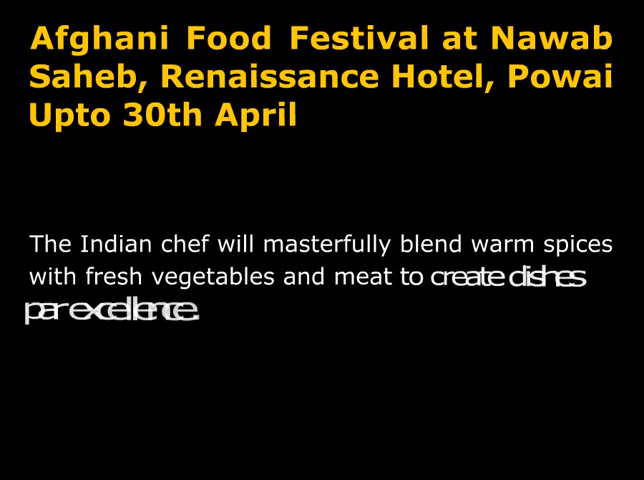 Afghani Food Festival at Nawab
Saheb, Renaissance Hotel, Powai
Upto 30th April
The Indian chef will masterfully blend warm spices
with fresh vegetables and meat to create dishes
par excellence.